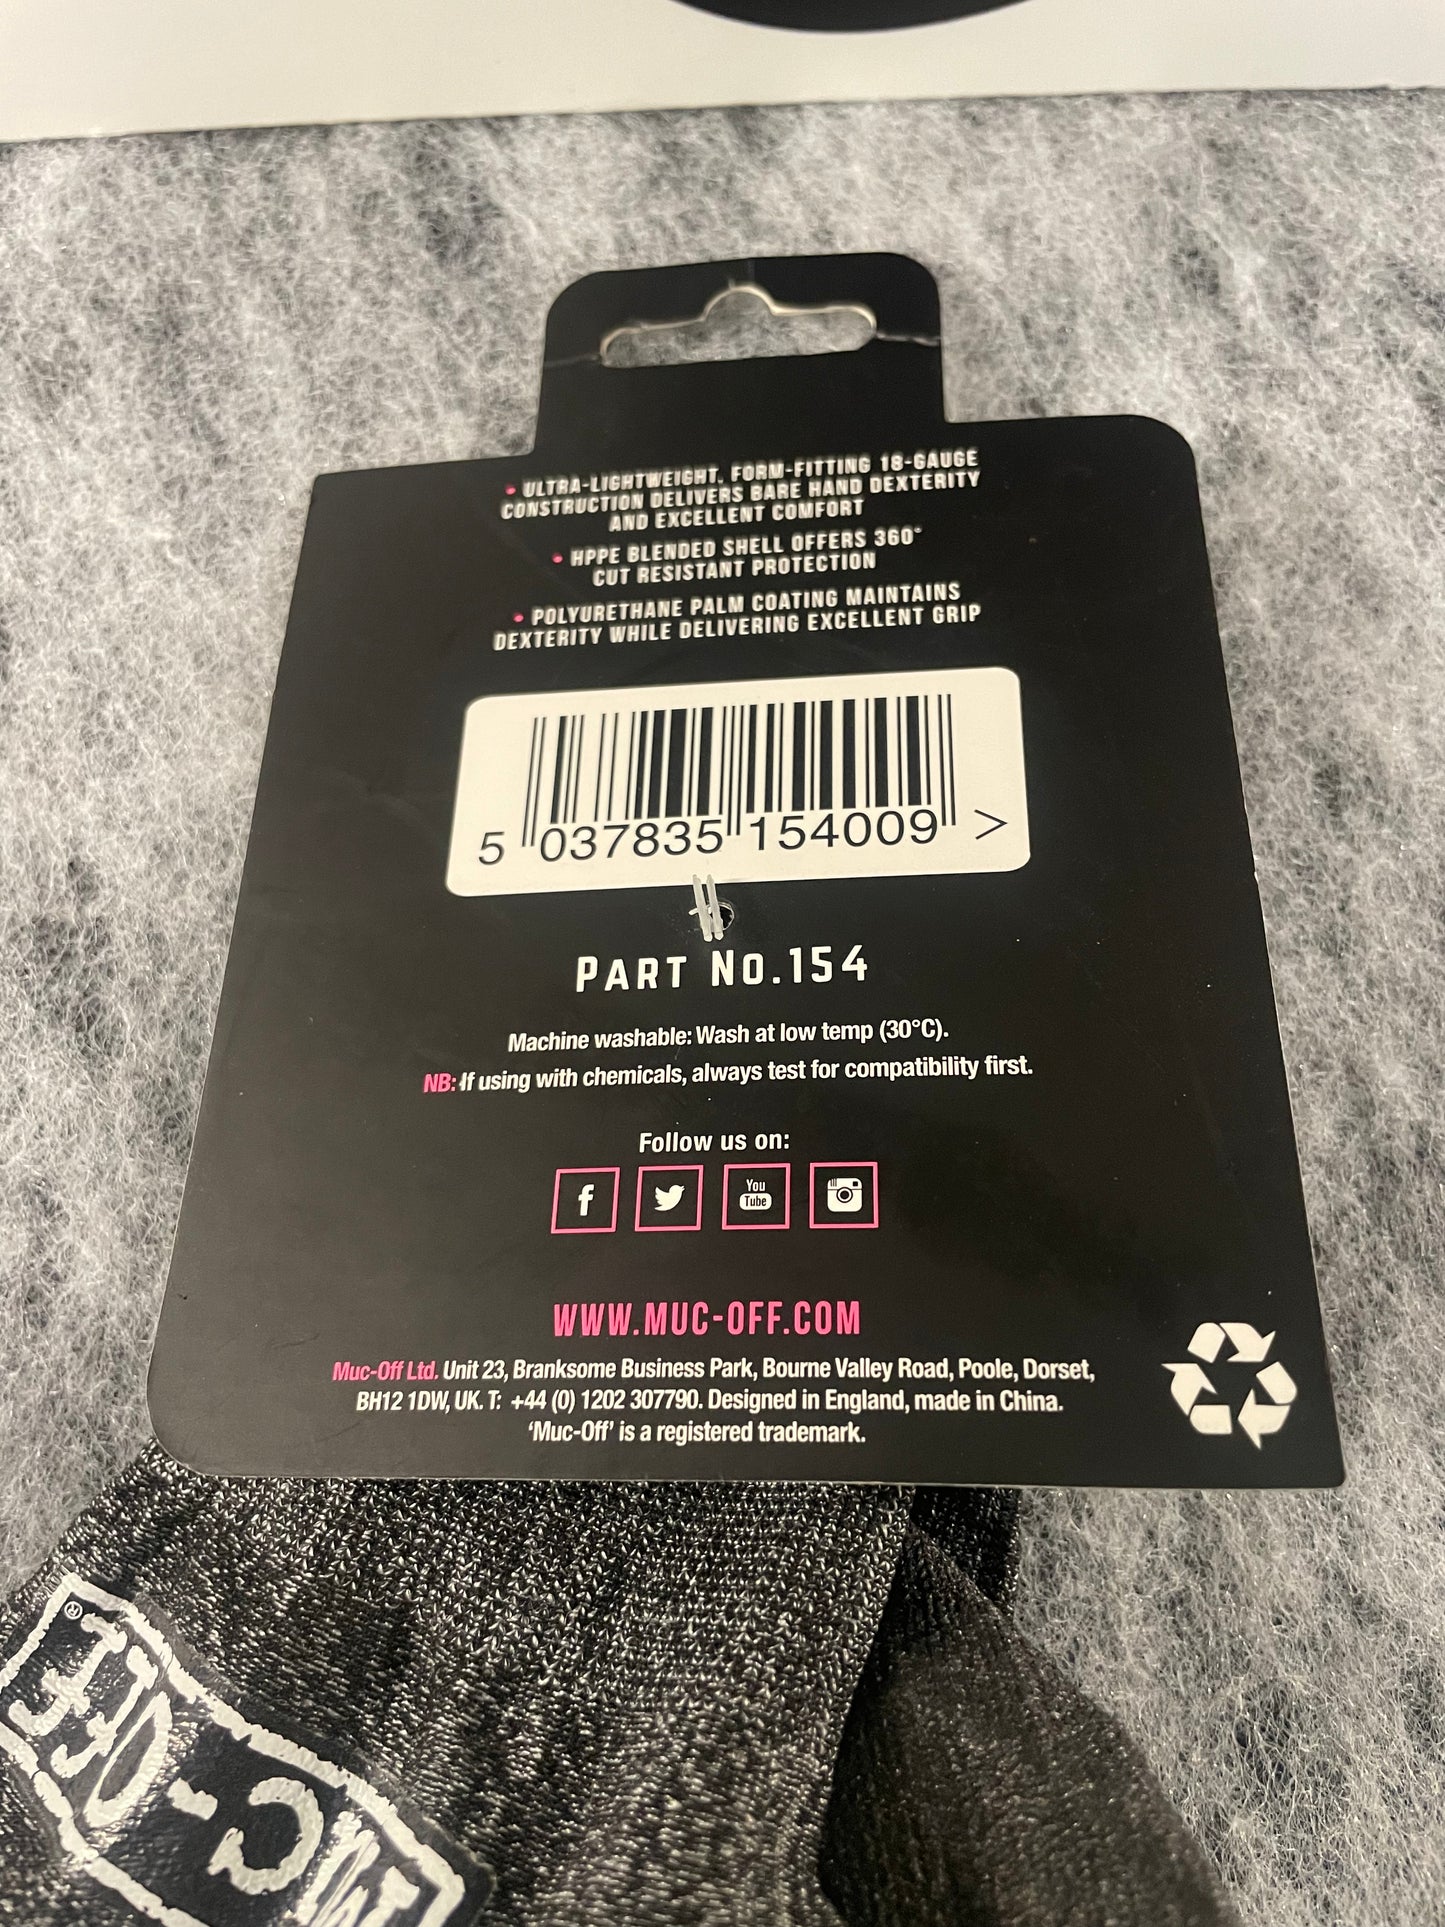 • ULTRA-LIGHTWEIGHT, FORM-FITTING 18-GAUGE
CONSTRUCTION DELIVERS BARE HAND DEXTERITY
AND EXCELLENT COMFORT
• HPPE BLENDED SHELL OFFERS 360°
CUT RESISTANT PROTECTION
• POLYURETHANE PALM COATING MAINTAINS
DEXTERITY WHILE DELIVERING EXCELLENT GRIP
5 037835 154009 >
PART NO.154
Machine washable: Wash at low temp (30°C).
NB: If using with chemicals, always test for compatibility first.
Follow us on:
f
You
Tube
WWW.MUC-OFF.COM
Muc-Off Ltd. Unit 23, Branksome Business Park, Bourne Valley Road, Poole, Dorset,
BH12 1DW, UK. T: +44 (0) 1202 307790. Designed in England, made in China.
‘Muc-Off’ is a registered trademark.
MUC-OFF®